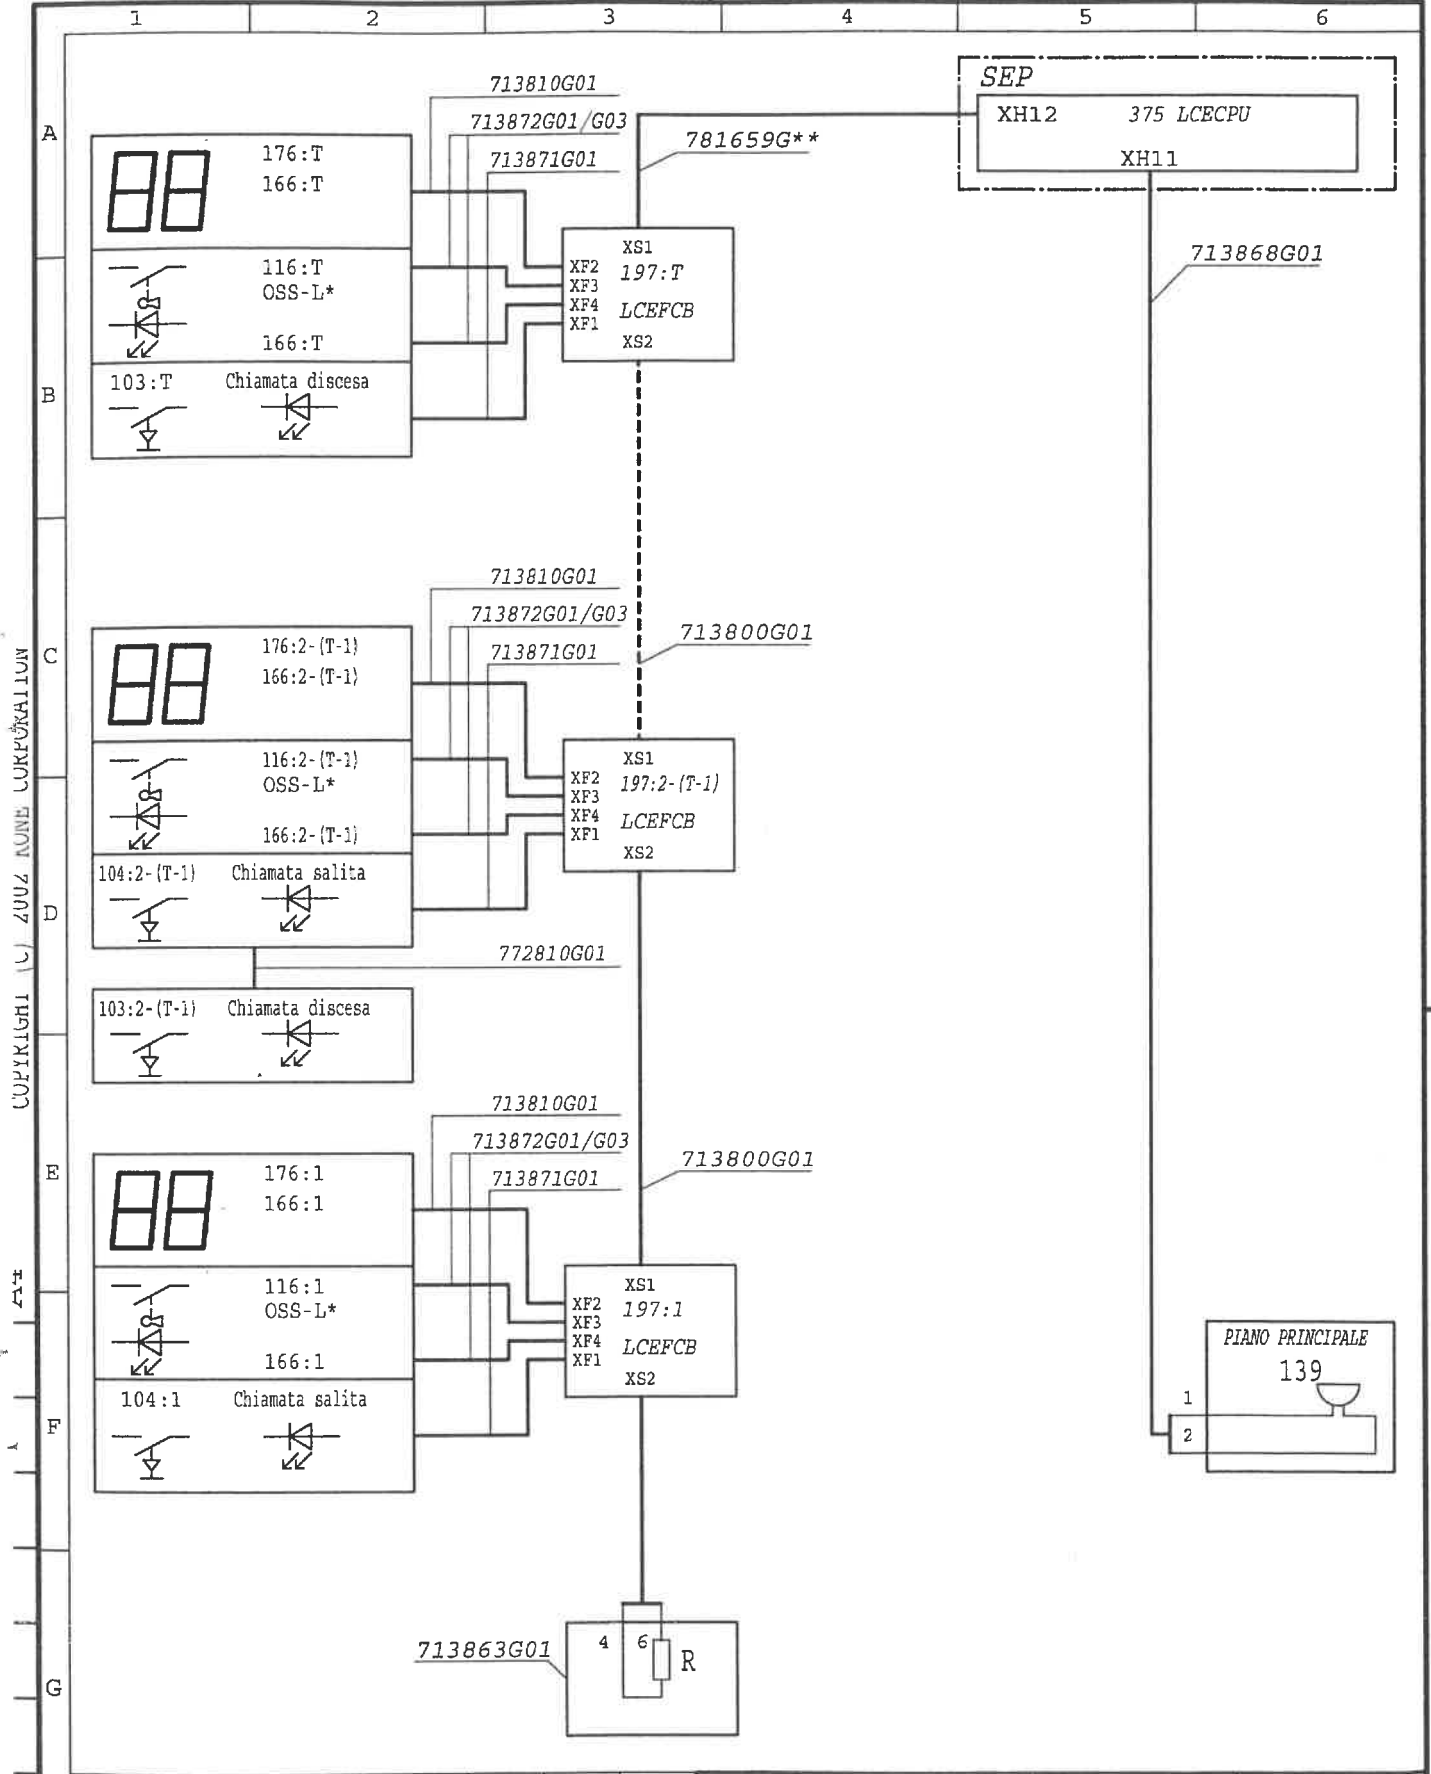 1 2 3 4 5 6
A
B
C
D
E
F
G
SEP
XH12 375 LCECPU
XH11
713810G01
713872G01/G03
713871G01
781659G**
713868G01
176:T
166:T
116:T
OSS-L*
166:T
103:T Chiamata discesa
XS1
XF2 197:T
XF3
XF4 LCEFCB
XF1
XS2
713810G01
713872G01/G03
713871G01
713800G01
176:2-(T-1)
166:2-(T-1)
116:2-(T-1)
OSS-L*
166:2-(T-1)
104:2-(T-1) Chiamata salita
XS1
XF2 197:2-(T-1)
XF3
XF4 LCEFCB
XF1
XS2
772810G01
103:2-(T-1) Chiamata discesa
713810G01
713872G01/G03
713871G01
713800G01
176:1
166:1
116:1
OSS-L*
166:1
104:1 Chiamata salita
XS1
XF2 197:1
XF3
XF4 LCEFCB
XF1
XS2
PIANO PRINCIPALE
139
1
2
713863G01
4 6 R
COPYRIGHT (C) 2002 KONE CORPORATION
A4